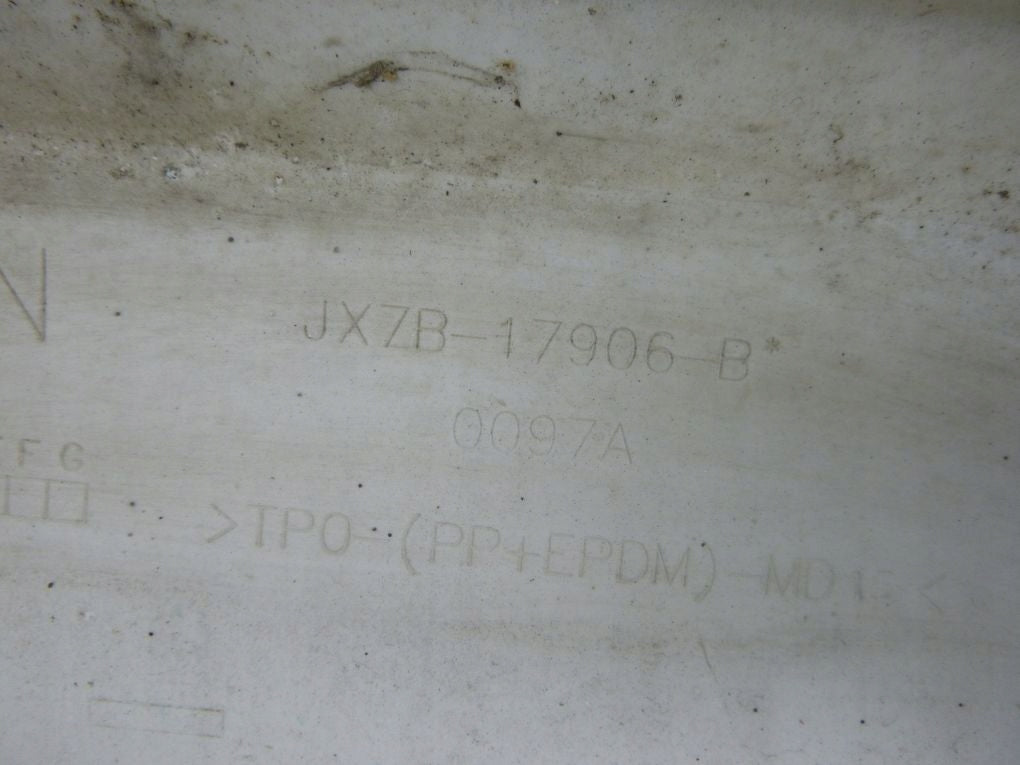 N
JXZB-17906-B*
0097A
F G
>TPO-(PP+EPDM)-MD15<